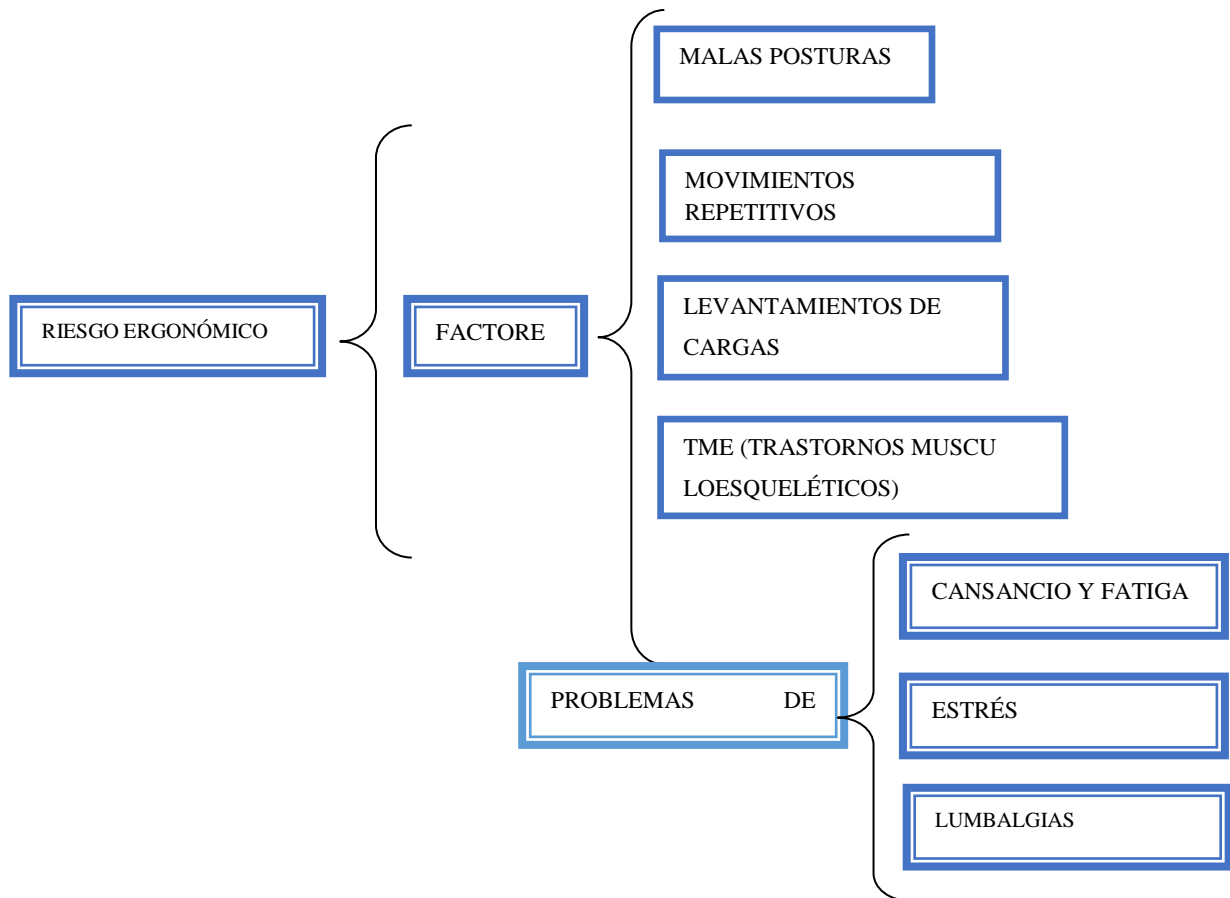 MALAS POSTURAS
MOVIMIENTOS
REPETITIVOS
RIESGO ERGONÓMICO
FACTORE
LEVANTAMIENTOS DE
CARGAS
TME (TRASTORNOS MUSCU
LOESQUELÉTICOS)
PROBLEMAS DE
CANSANCIO Y FATIGA
ESTRÉS
LUMBALGIAS